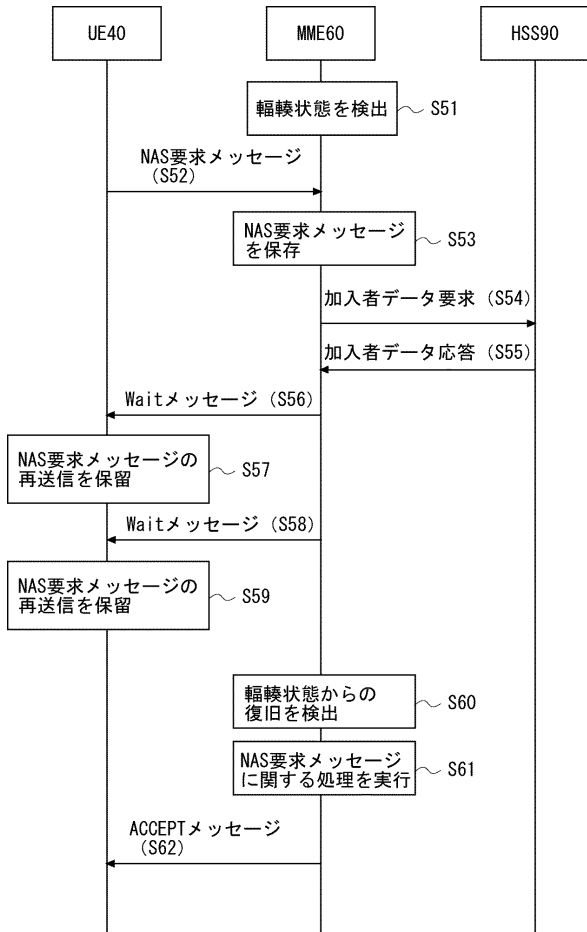 UE40
MME60
HSS90
輻輳状態を検出
S51
NAS要求メッセージ
(S52)
NAS要求メッセージ
を保存
S53
加入者データ要求 (S54)
加入者データ応答 (S55)
Waitメッセージ (S56)
NAS要求メッセージの
再送信を保留
S57
Waitメッセージ (S58)
NAS要求メッセージの
再送信を保留
S59
輻輳状態からの
復旧を検出
S60
NAS要求メッセージ
に関する処理を実行
S61
ACCEPTメッセージ
(S62)